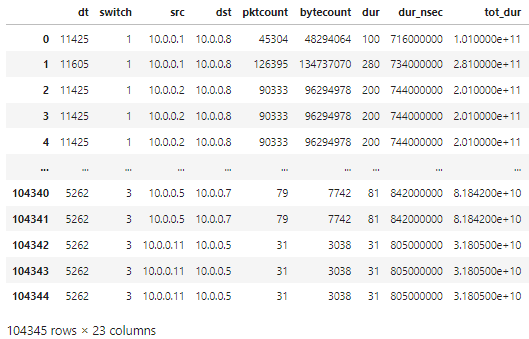 dt switch src dst pktcount bytecount dur dur_nsec tot_dur
0 11425 1 10.0.0.1 10.0.0.8 45304 48294064 100 716000000 1.010000e+11
1 11605 1 10.0.0.1 10.0.0.8 126395 134737070 280 734000000 2.810000e+11
2 11425 1 10.0.0.2 10.0.0.8 90333 96294978 200 744000000 2.010000e+11
3 11425 1 10.0.0.2 10.0.0.8 90333 96294978 200 744000000 2.010000e+11
4 11425 1 10.0.0.2 10.0.0.8 90333 96294978 200 744000000 2.010000e+11
... ... ... ... ... ... ... ... ... ...
104340 5262 3 10.0.0.5 10.0.0.7 79 7742 81 842000000 8.184200e+10
104341 5262 3 10.0.0.5 10.0.0.7 79 7742 81 842000000 8.184200e+10
104342 5262 3 10.0.0.11 10.0.0.5 31 3038 31 805000000 3.180500e+10
104343 5262 3 10.0.0.11 10.0.0.5 31 3038 31 805000000 3.180500e+10
104344 5262 3 10.0.0.11 10.0.0.5 31 3038 31 805000000 3.180500e+10
104345 rows × 23 columns